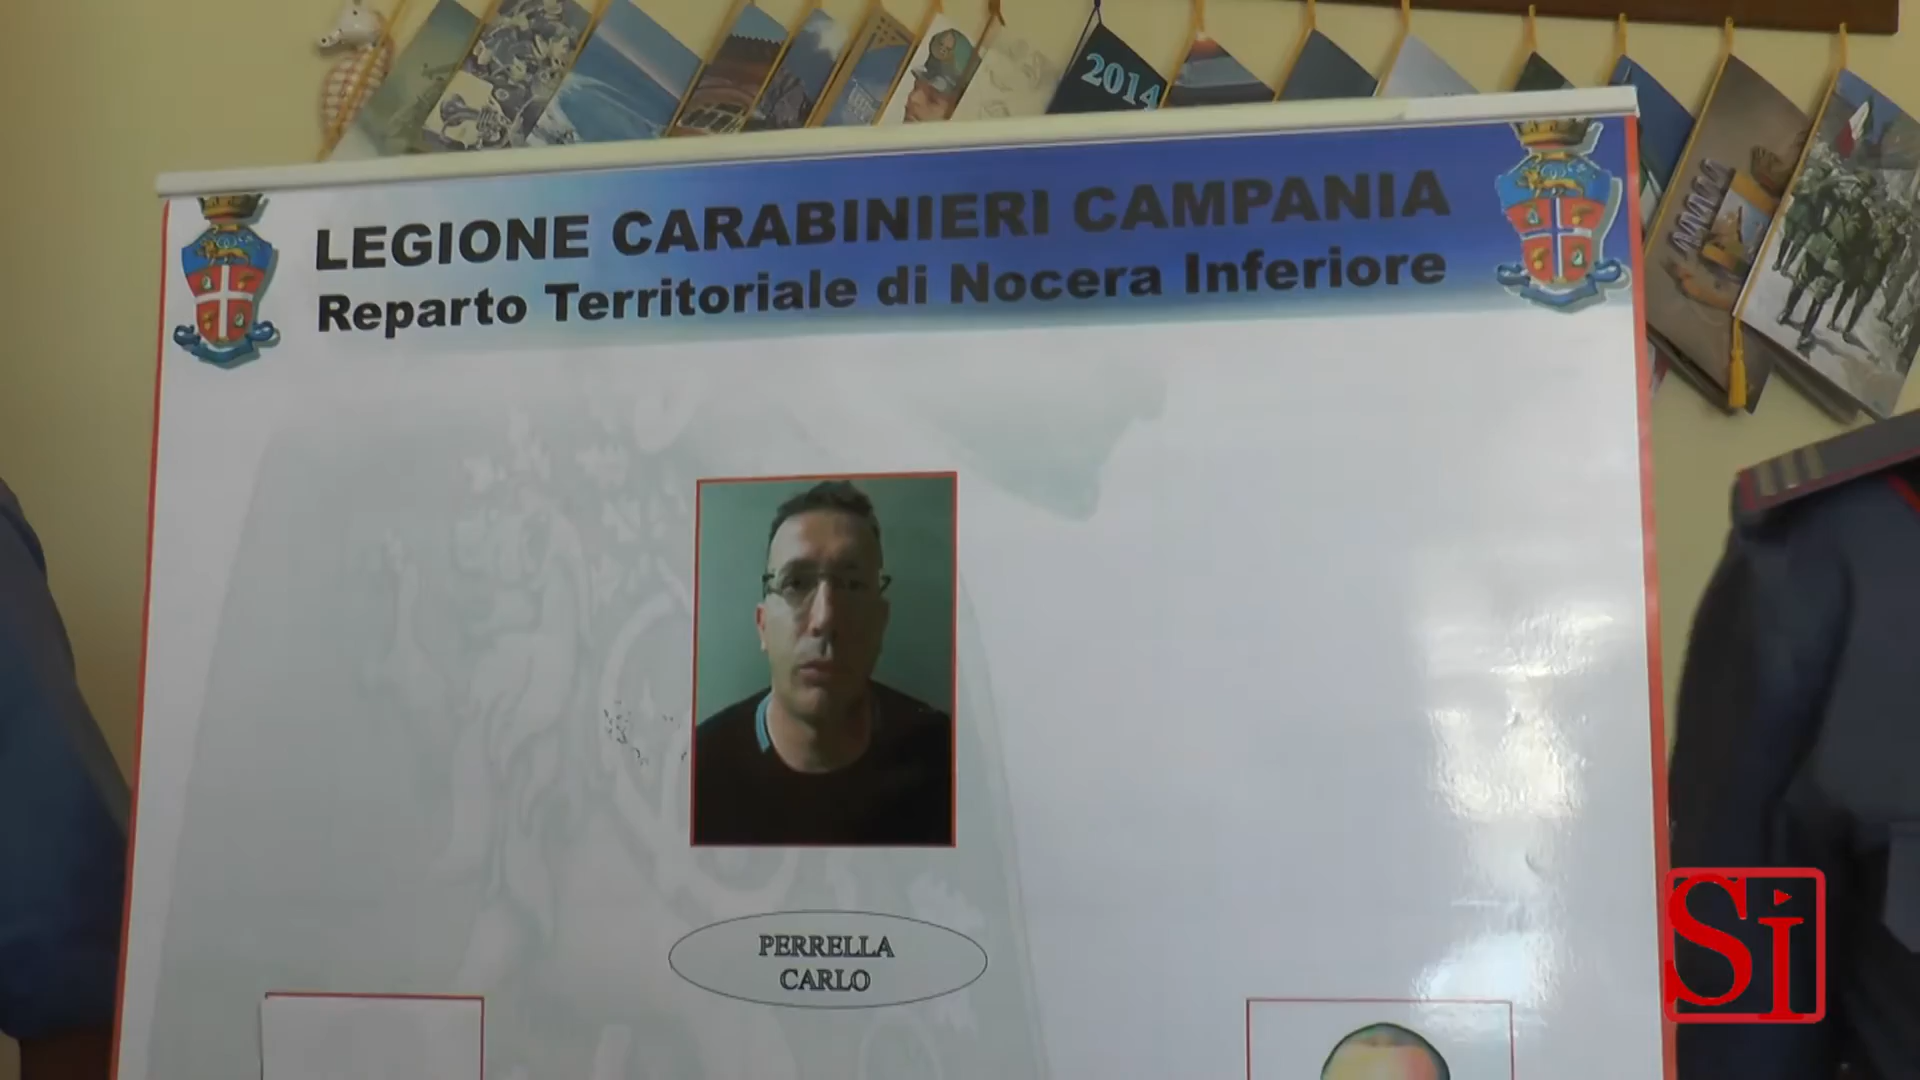 2014
LEGIONE CARABINIERI CAMPANIA
Reparto Territoriale di Nocera Inferiore
PERRELLA
CARLO
Si